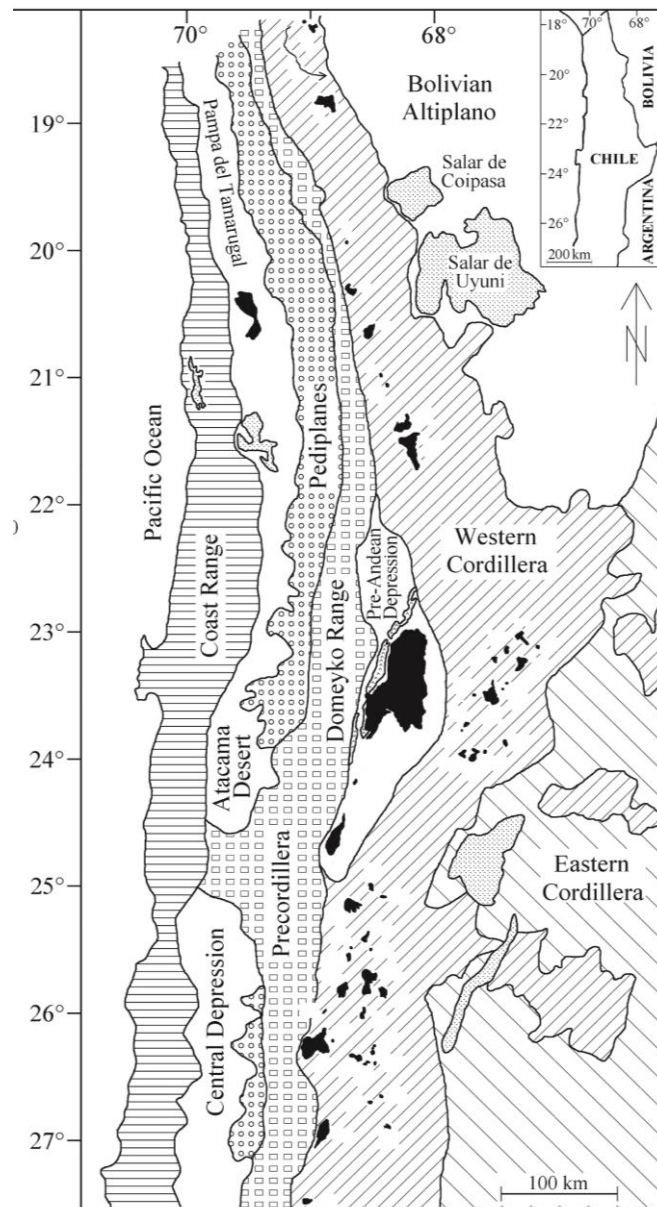 70°
68°
18°
70°
68°
20°
22°
24°
26°
200 km
CHILE
BOLIVIA
ARGENTINA
N
19°
20°
21°
22°
23°
24°
25°
26°
27°
)
Bolivian
Altiplano
Salar de
Coipasa
Salar de
Uyuni
Pampa del Tamarugal
Pacific Ocean
Coast Range
Pediplanes
Domeyko Range
Pre-Andean
Depression
Western
Cordillera
Atacama
Desert
Precordillera
Eastern
Cordillera
Central Depression
100 km